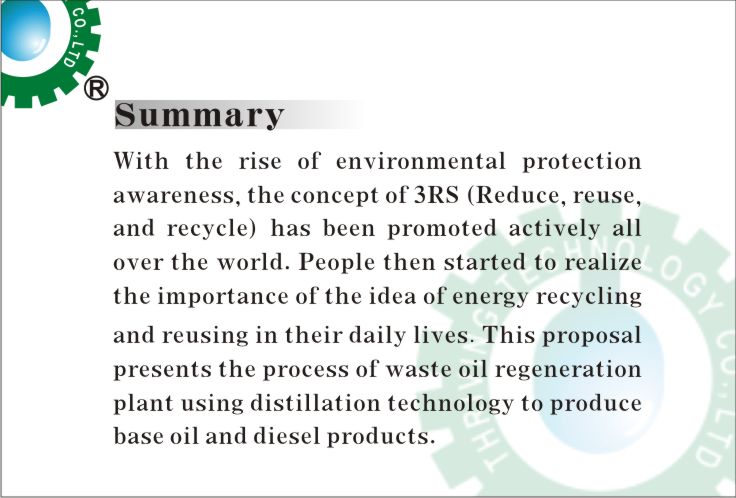 CO.,LTD
®
Summary
With the rise of environmental protection
awareness, the concept of 3RS (Reduce, reuse,
and recycle) has been promoted actively all
over the world. People then started to realize
the importance of the idea of energy recycling
and reusing in their daily lives. This proposal
presents the process of waste oil regeneration
plant using distillation technology to produce
base oil and diesel products.
THRIVING TECHNOLOGY CO.,LTD